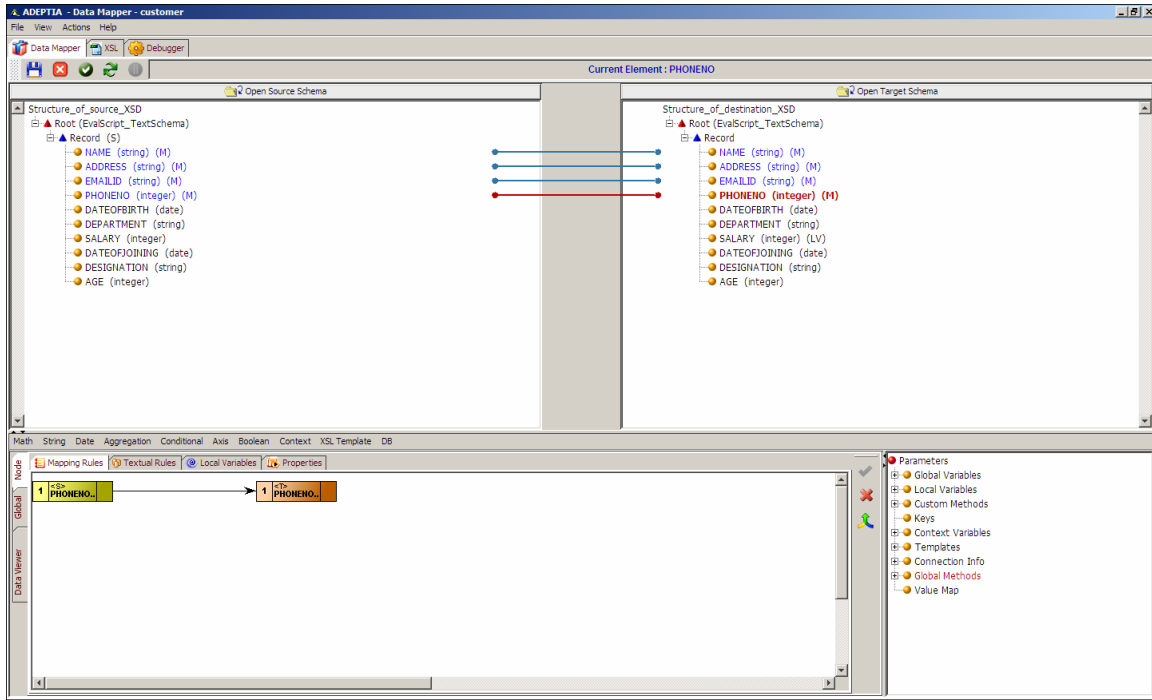 ADEPTIA - Data Mapper - customer
File View Actions Help
Data Mapper XSL Debugger
Current Element : PHONENO
Open Source Schema
Open Target Schema
Structure_of_source_XSD
Root (EvalScript_TextSchema)
Record (S)
NAME (string) (M)
ADDRESS (string) (M)
EMAILID (string) (M)
PHONENO (integer) (M)
DATEOFBIRTH (date)
DEPARTMENT (string)
SALARY (integer)
DATEOFJOINING (date)
DESIGNATION (string)
AGE (integer)
Structure_of_destination_XSD
Root (EvalScript_TextSchema)
Record
NAME (string) (M)
ADDRESS (string) (M)
EMAILID (string) (M)
PHONENO (integer) (M)
DATEOFBIRTH (date)
DEPARTMENT (string)
SALARY (integer) (LV)
DATEOFJOINING (date)
DESIGNATION (string)
AGE (integer)
Math String Date Aggregation Conditional Axis Boolean Context XSL Template DB
Node
Global
Data Viewer
Mapping Rules Textual Rules Local Variables Properties
1 <S> PHONENO..
1 <T> PHONENO..
Parameters
Global Variables
Local Variables
Custom Methods
Keys
Context Variables
Templates
Connection Info
Global Methods
Value Map